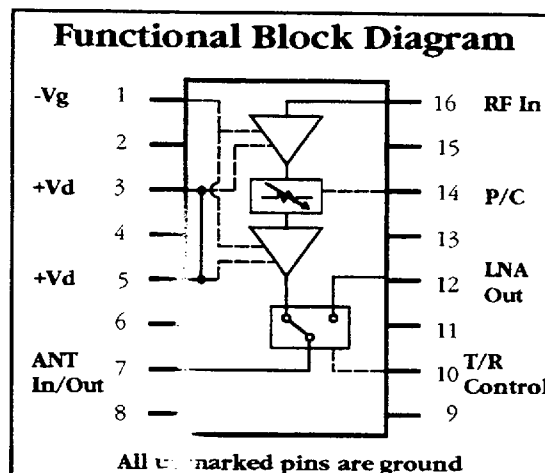 Functional Block Diagram
-Vg 1 16 RF In
2 15
+Vd 3 14 P/C
4 13
+Vd 5 12 LNA Out
6 11
ANT In/Out 7 10 T/R Control
8 9
All marked pins are ground